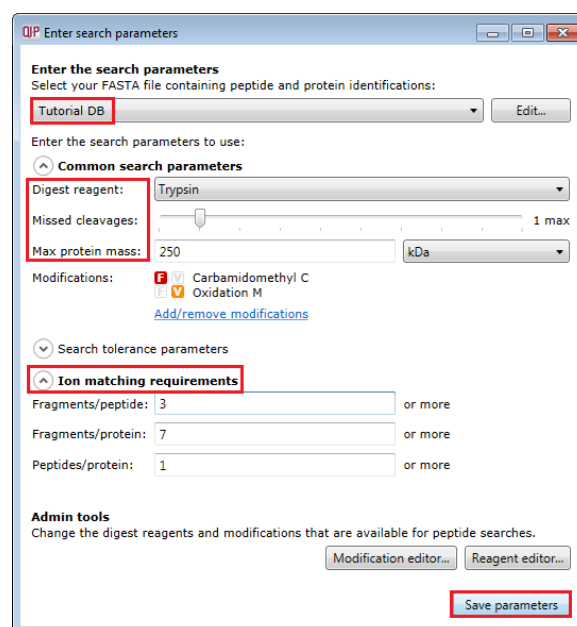 QIP Enter search parameters
Enter the search parameters
Select your FASTA file containing peptide and protein identifications:
Tutorial DB
Edit...
Enter the search parameters to use:
Common search parameters
Digest reagent: Trypsin
Missed cleavages: 1 max
Max protein mass: 250 kDa
Modifications: F V Carbamidomethyl C
F V Oxidation M
Add/remove modifications
Search tolerance parameters
Ion matching requirements
Fragments/peptide: 3 or more
Fragments/protein: 7 or more
Peptides/protein: 1 or more
Admin tools
Change the digest reagents and modifications that are available for peptide searches.
Modification editor... Reagent editor...
Save parameters